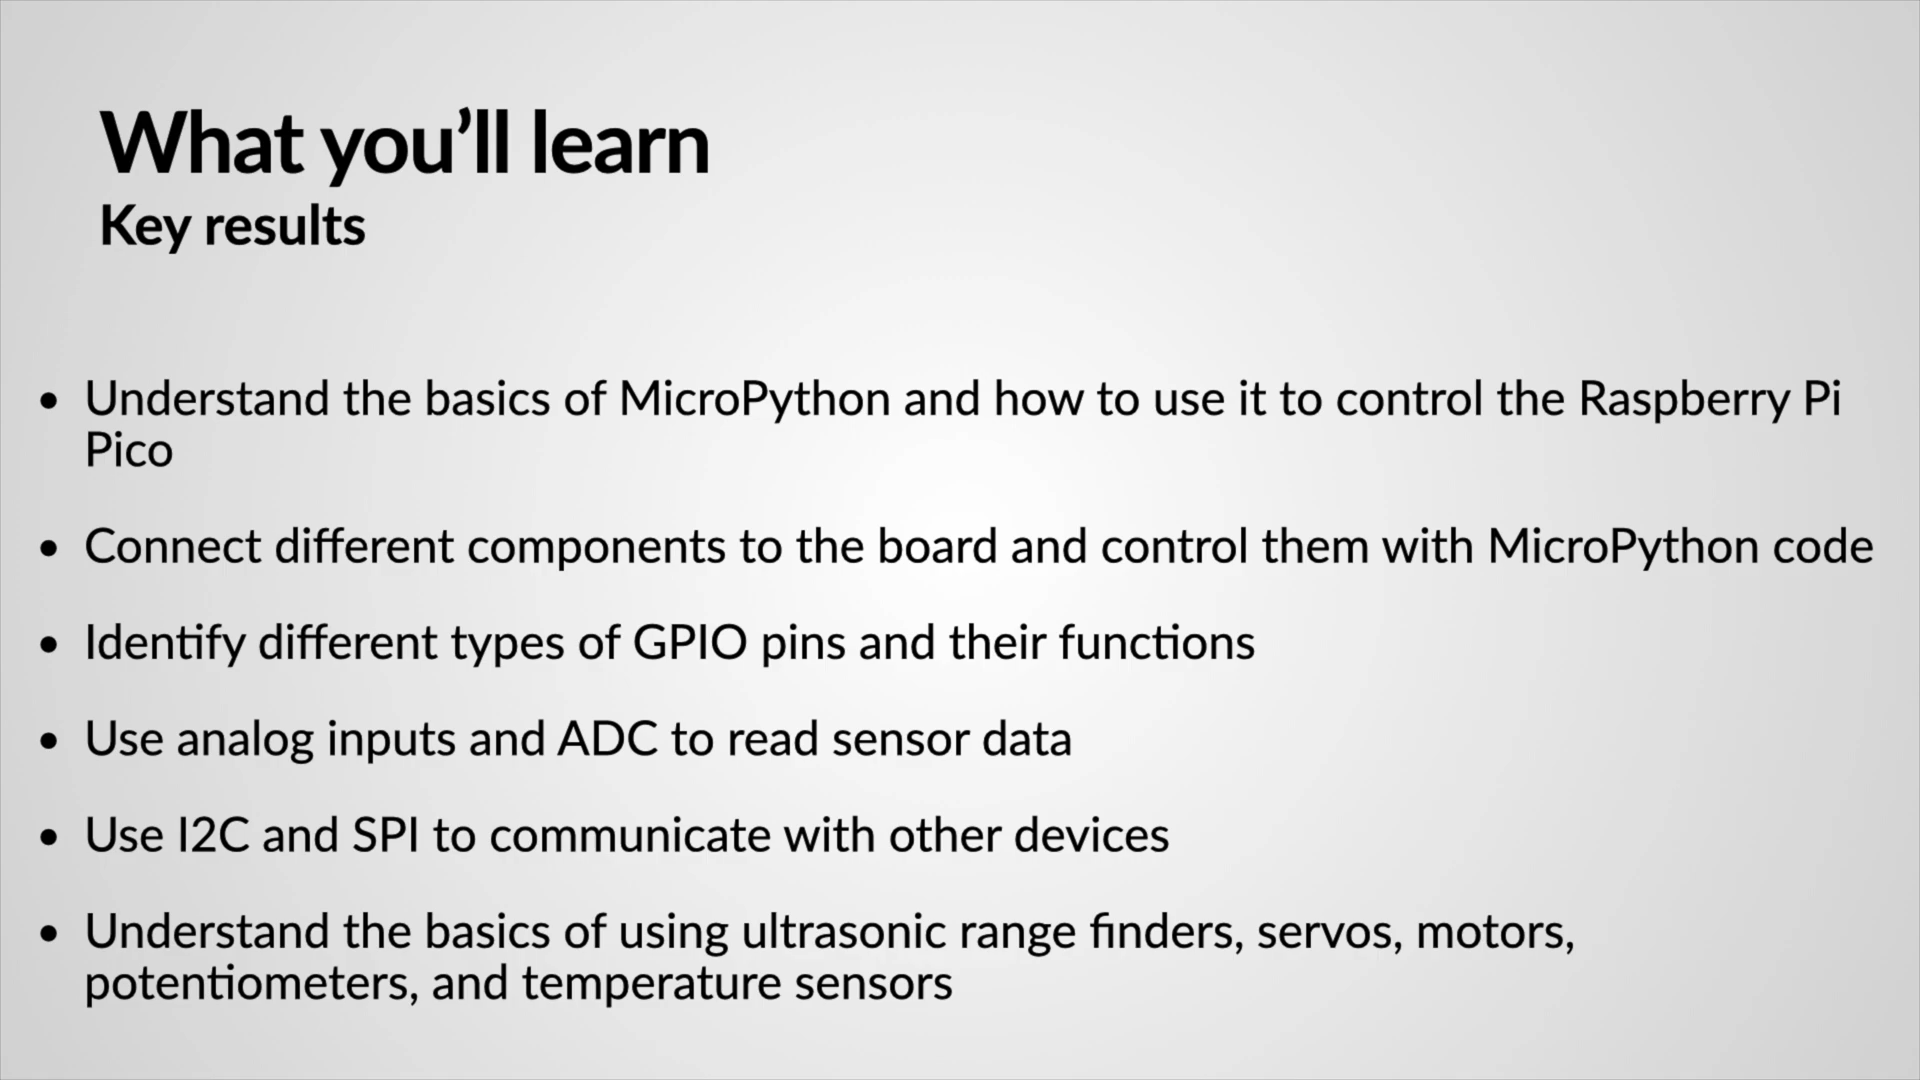 What you’ll learn
Key results
• Understand the basics of MicroPython and how to use it to control the Raspberry Pi
Pico
• Connect different components to the board and control them with MicroPython code
• Identify different types of GPIO pins and their functions
• Use analog inputs and ADC to read sensor data
• Use I2C and SPI to communicate with other devices
• Understand the basics of using ultrasonic range finders, servos, motors,
potentiometers, and temperature sensors